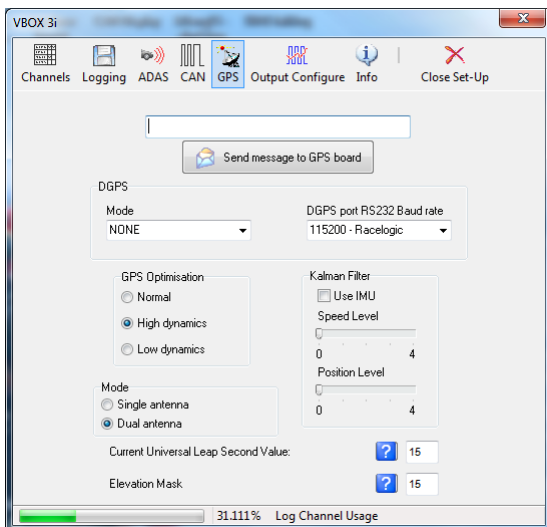 VBOX 3i
Channels Logging ADAS CAN GPS Output Configure Info Close Set-Up
Send message to GPS board
DGPS
Mode DGPS port RS232 Baud rate
NONE 115200 - Racelogic
GPS Optimisation
Normal
High dynamics
Low dynamics
Kalman Filter
Use IMU
Speed Level
0 4
Position Level
0 4
Mode
Single antenna
Dual antenna
Current Universal Leap Second Value: ? 15
Elevation Mask ? 15
31.111% Log Channel Usage